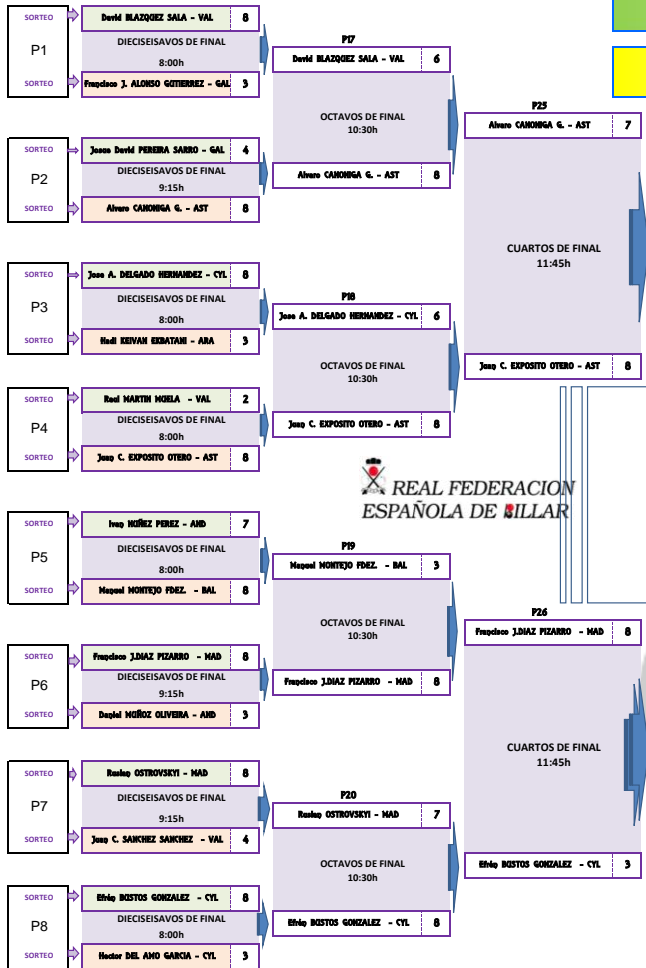 SORTEO
David BLAZQUEZ SALA - VAL 8
P1
DIECISEISAVOS DE FINAL
8:00h
SORTEO
Francisco J. ALONSO GUTIERREZ - GAL 3
SORTEO
Josue David PEREIRA SARRO - GAL 4
P2
DIECISEISAVOS DE FINAL
9:15h
SORTEO
Alvaro CANONIGA G. - AST 8
SORTEO
Jose A. DELGADO HERNANDEZ - CYL 8
P3
DIECISEISAVOS DE FINAL
8:00h
SORTEO
Hadi KEIVAN EKBATANI - ARA 3
SORTEO
Raul MARTIN MUELA - VAL 2
P4
DIECISEISAVOS DE FINAL
8:00h
SORTEO
Juan C. EXPOSITO OTERO - AST 8
SORTEO
Ivan NUÑEZ PEREZ - AND 7
P5
DIECISEISAVOS DE FINAL
8:00h
SORTEO
Manuel MONTEJO FDEZ. - BAL 8
SORTEO
Francisco J.DIAZ PIZARRO - MAD 8
P6
DIECISEISAVOS DE FINAL
9:15h
SORTEO
Daniel MUÑOZ OLIVEIRA - AND 3
SORTEO
Ruslan OSTROVSKYI - MAD 8
P7
DIECISEISAVOS DE FINAL
9:15h
SORTEO
Juan C. SANCHEZ SANCHEZ - VAL 4
SORTEO
Efrén BUSTOS GONZALEZ - CYL 8
P8
DIECISEISAVOS DE FINAL
8:00h
SORTEO
Hector DEL AMO GARCIA - CYL 3
P17
David BLAZQUEZ SALA - VAL 6
OCTAVOS DE FINAL
10:30h
Alvaro CANONIGA G. - AST 8
P18
Jose A. DELGADO HERNANDEZ - CYL 6
OCTAVOS DE FINAL
10:30h
Juan C. EXPOSITO OTERO - AST 8
REAL FEDERACION
ESPAÑOLA DE BILLAR
P19
Manuel MONTEJO FDEZ. - BAL 3
OCTAVOS DE FINAL
10:30h
Francisco J.DIAZ PIZARRO - MAD 8
P20
Ruslan OSTROVSKYI - MAD 7
OCTAVOS DE FINAL
10:30h
Efrén BUSTOS GONZALEZ - CYL 8
P25
Alvaro CANONIGA G. - AST 7
CUARTOS DE FINAL
11:45h
Juan C. EXPOSITO OTERO - AST 8
P26
Francisco J.DIAZ PIZARRO - MAD 8
CUARTOS DE FINAL
11:45h
Efrén BUSTOS GONZALEZ - CYL 3